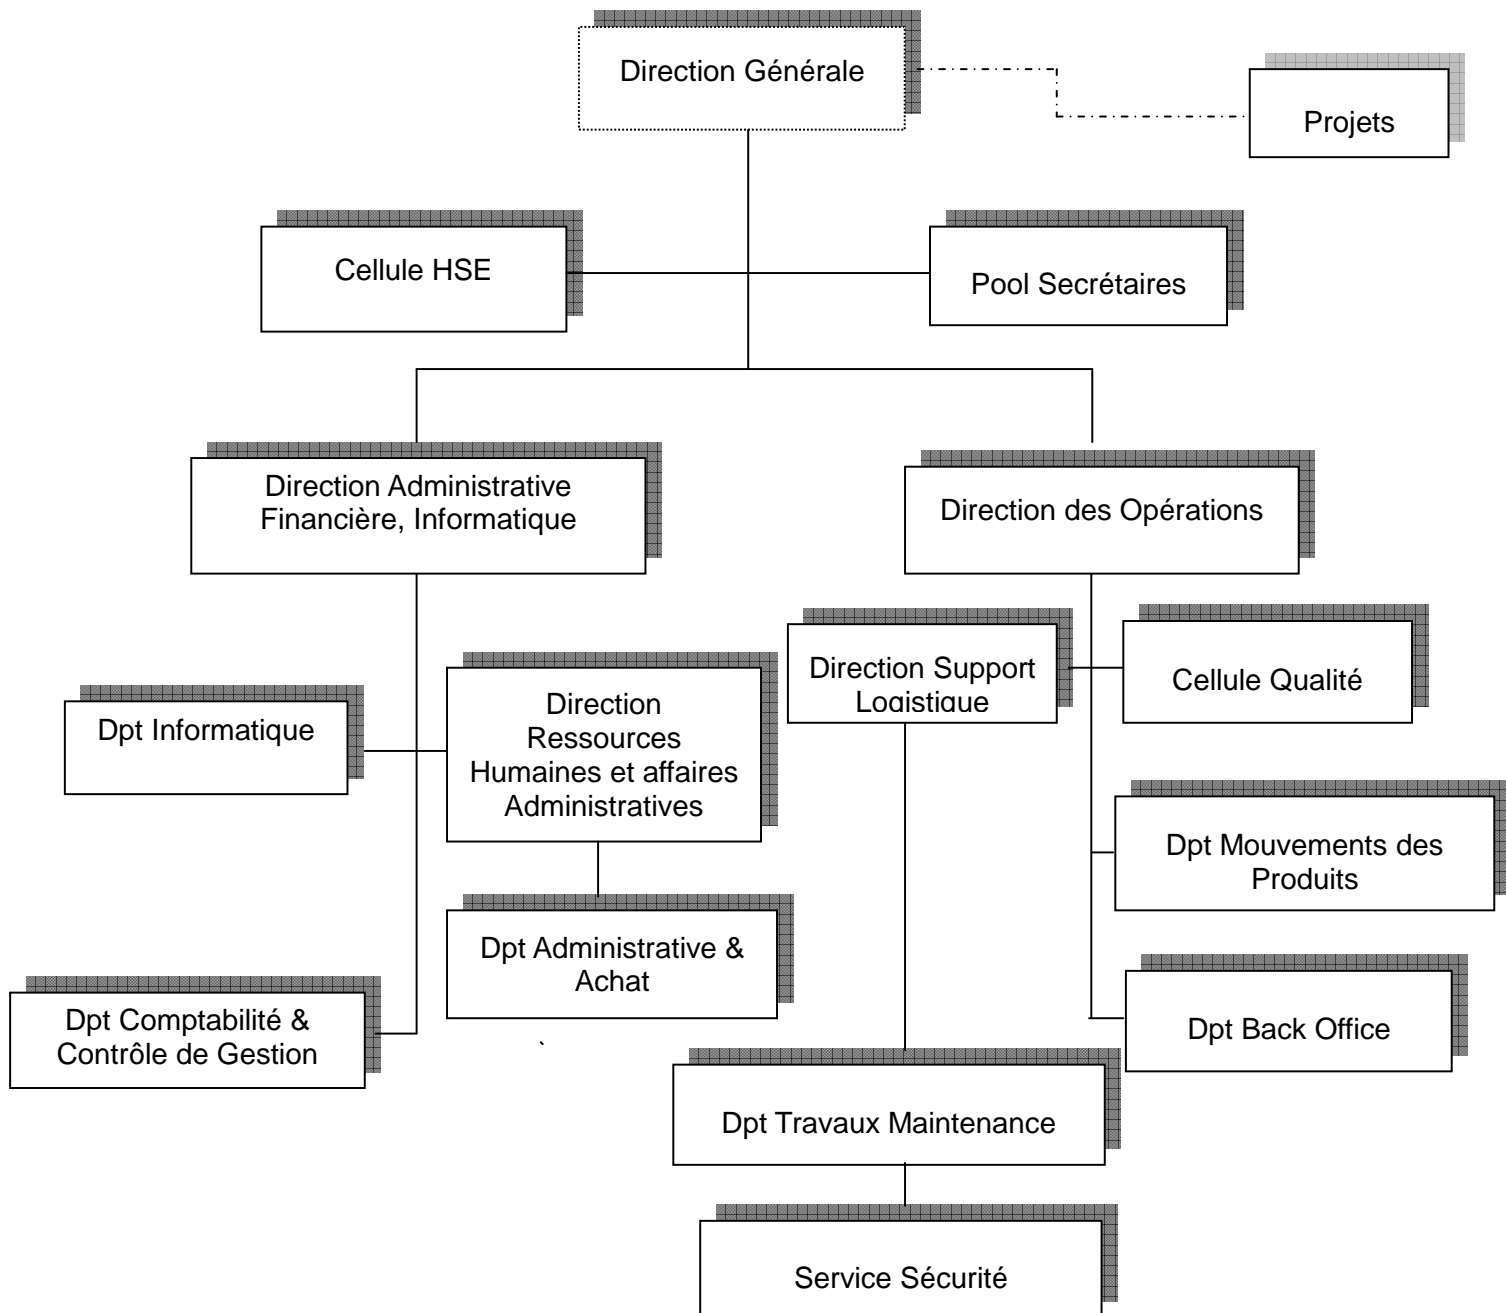 Direction Générale
Projets
Cellule HSE
Pool Secrétaires
Direction Administrative
Financière, Informatique
Direction des Opérations
Direction Support
Logistique
Cellule Qualité
Dpt Informatique
Direction
Ressources
Humaines et affaires
Administratives
Dpt Mouvements des
Produits
Dpt Administrative &
Achat
Dpt Comptabilité &
Contrôle de Gestion
Dpt Back Office
Dpt Travaux Maintenance
Service Sécurité